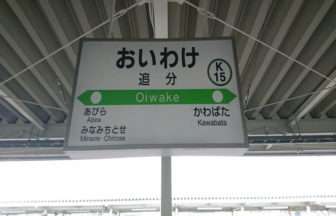 おいわけ
追分
K
15
Oiwake
あびら
Abira
みなみちとせ
Minami-Chitose
かわばた
Kawabata